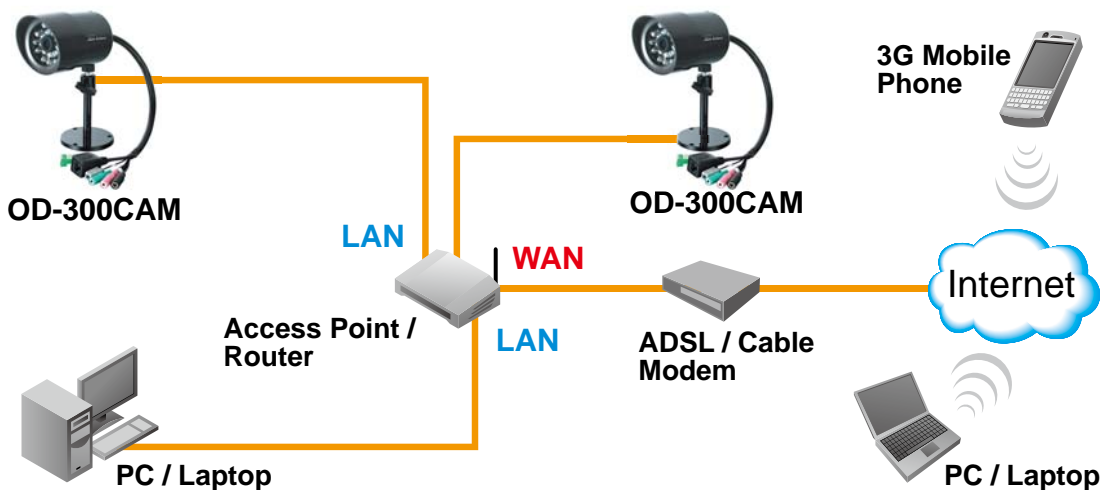 3G Mobile
Phone
OD-300CAM
OD-300CAM
LAN
WAN
Internet
Access Point /
Router
LAN
ADSL / Cable
Modem
PC / Laptop
PC / Laptop